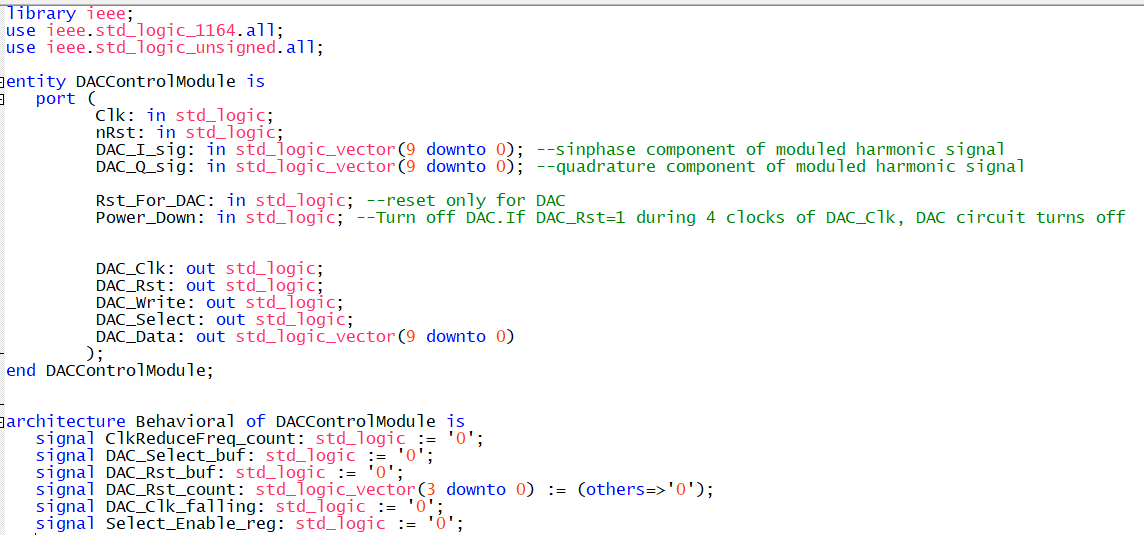 library ieee;
use ieee.std_logic_1164.all;
use ieee.std_logic_unsigned.all;
entity DACControlModule is
port (
Clk: in std_logic;
nRst: in std_logic;
DAC_I_sig: in std_logic_vector(9 downto 0); --sinphase component of moduled harmonic signal
DAC_Q_sig: in std_logic_vector(9 downto 0); --quadrature component of moduled harmonic signal
Rst_For_DAC: in std_logic; --reset only for DAC
Power_Down: in std_logic; --Turn off DAC.If DAC_Rst=1 during 4 clocks of DAC_Clk, DAC circuit turns off
DAC_Clk: out std_logic;
DAC_Rst: out std_logic;
DAC_Write: out std_logic;
DAC_Select: out std_logic;
DAC_Data: out std_logic_vector(9 downto 0)
);
end DACControlModule;
architecture Behavioral of DACControlModule is
signal ClkReduceFreq_count: std_logic := '0';
signal DAC_Select_buf: std_logic := '0';
signal DAC_Rst_buf: std_logic := '0';
signal DAC_Rst_count: std_logic_vector(3 downto 0) := (others=>'0');
signal DAC_Clk_falling: std_logic := '0';
signal Select_Enable_reg: std_logic := '0';